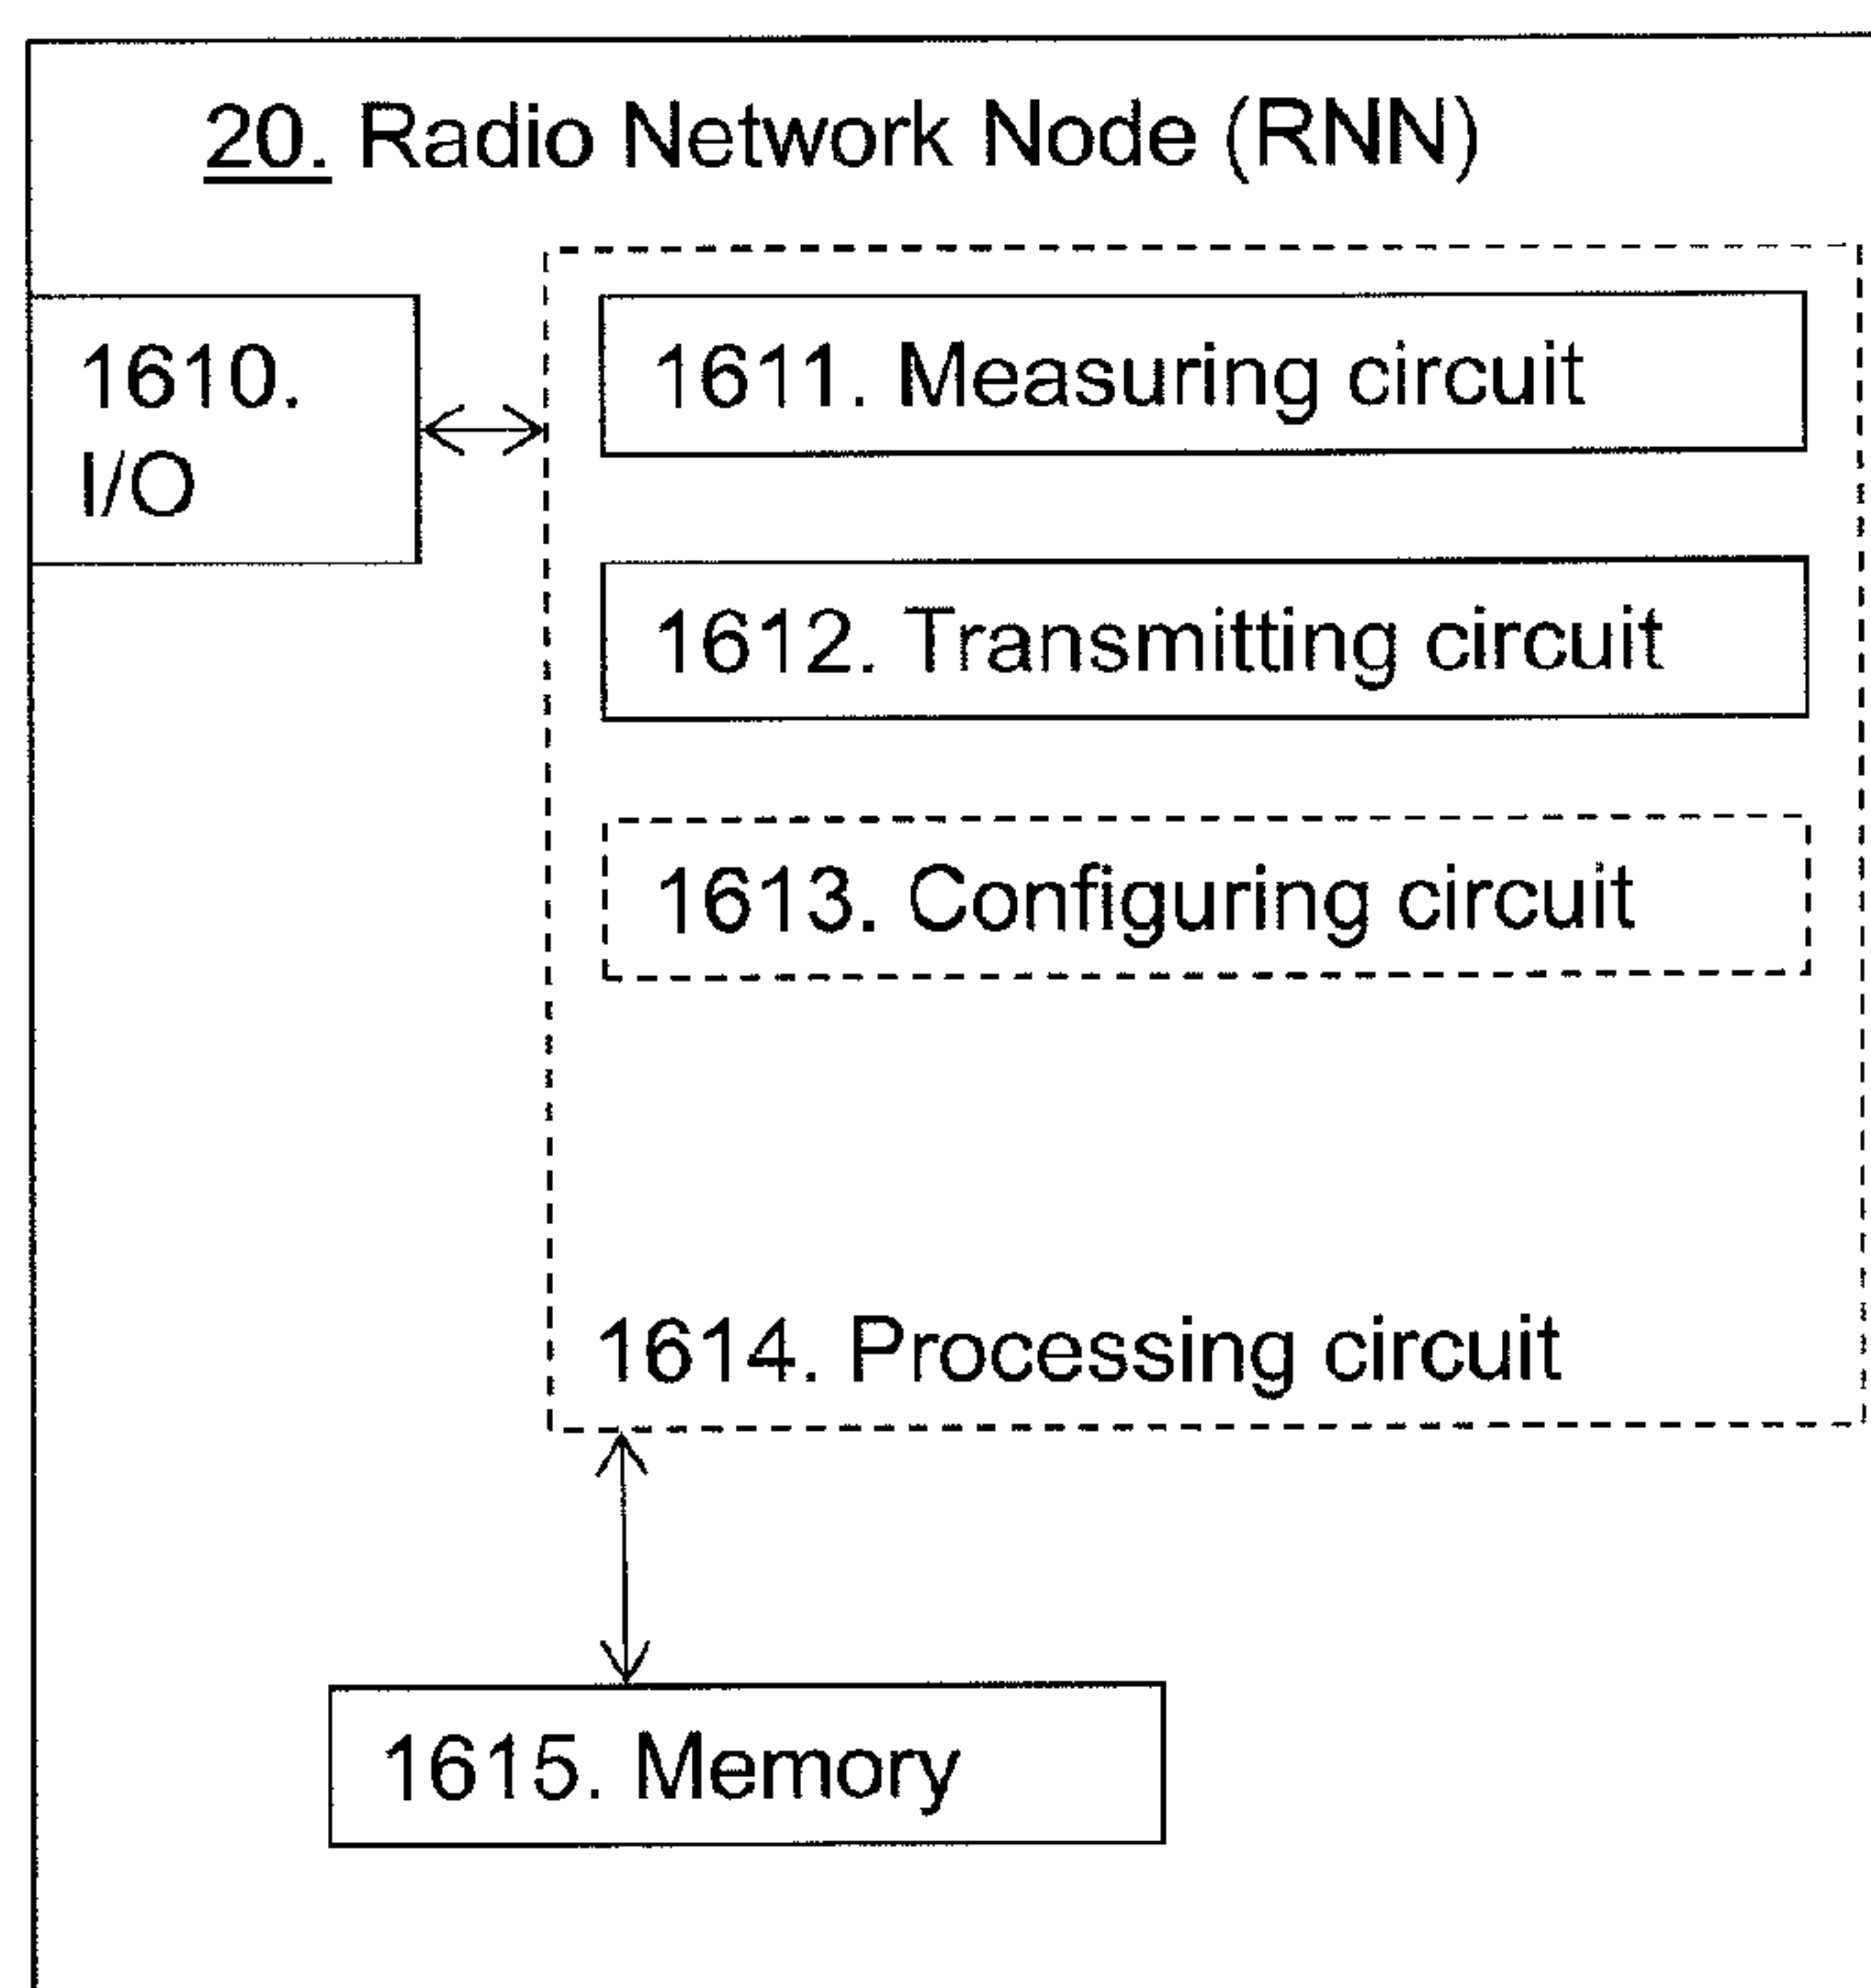 20. Radio Network Node (RNN)
1610.
I/O
1611. Measuring circuit
1612. Transmitting circuit
1613. Configuring circuit
1614. Processing circuit
1615. Memory